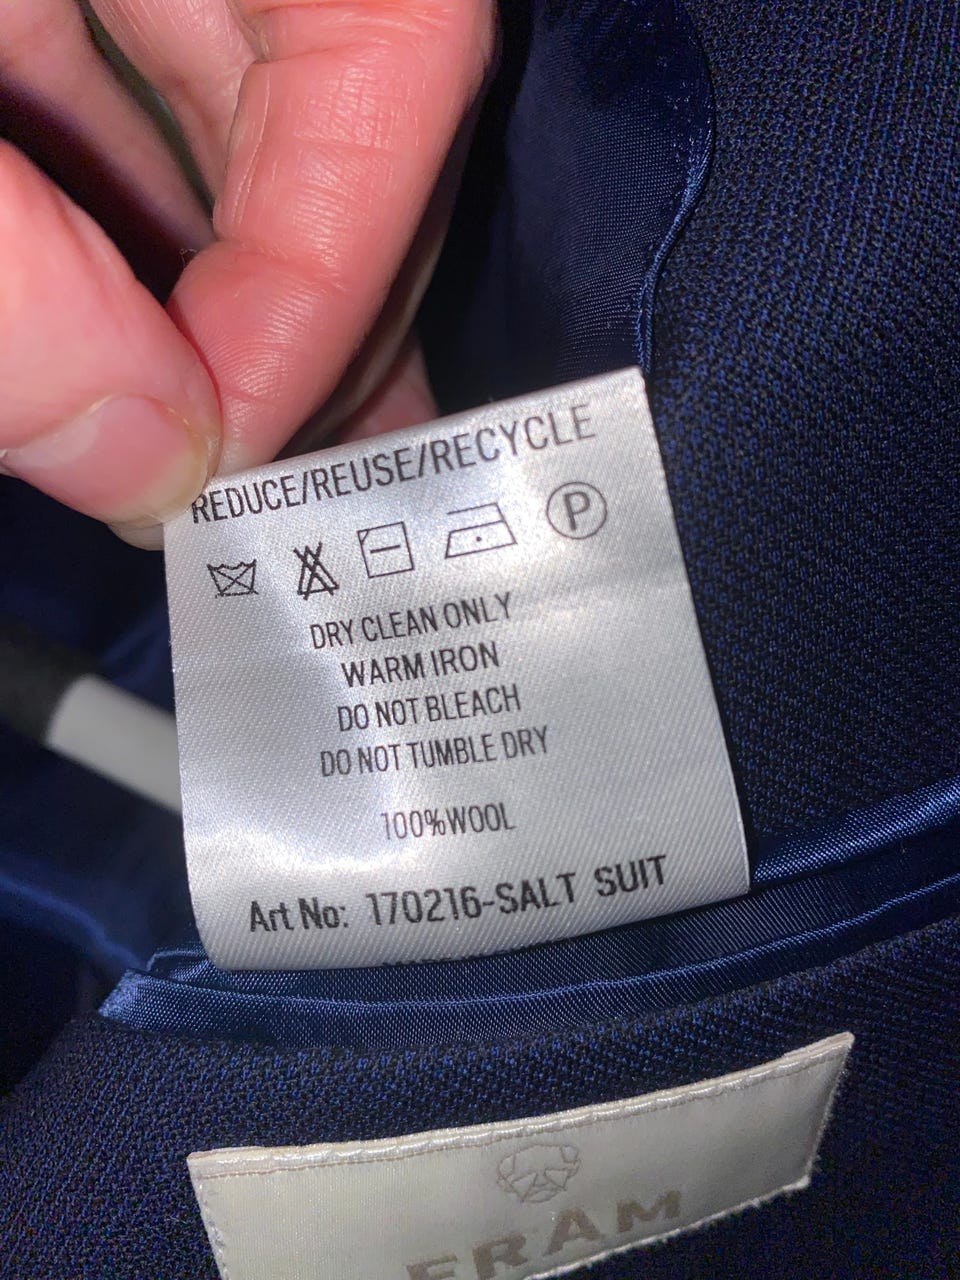 REDUCE/REUSE/RECYCLE
P
DRY CLEAN ONLY
WARM IRON
DO NOT BLEACH
DO NOT TUMBLE DRY
100%WOOL
Art No: 170216-SALT SUIT
FRAM